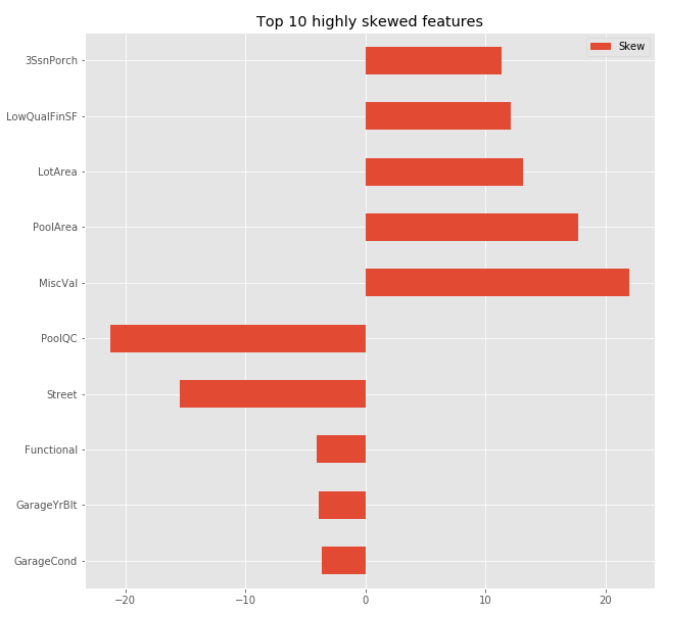 Top 10 highly skewed features
Skew
3SsnPorch
LowQualFinSF
LotArea
PoolArea
MiscVal
PoolQC
Street
Functional
GarageYrBlt
GarageCond
−20 −10 0 10 20